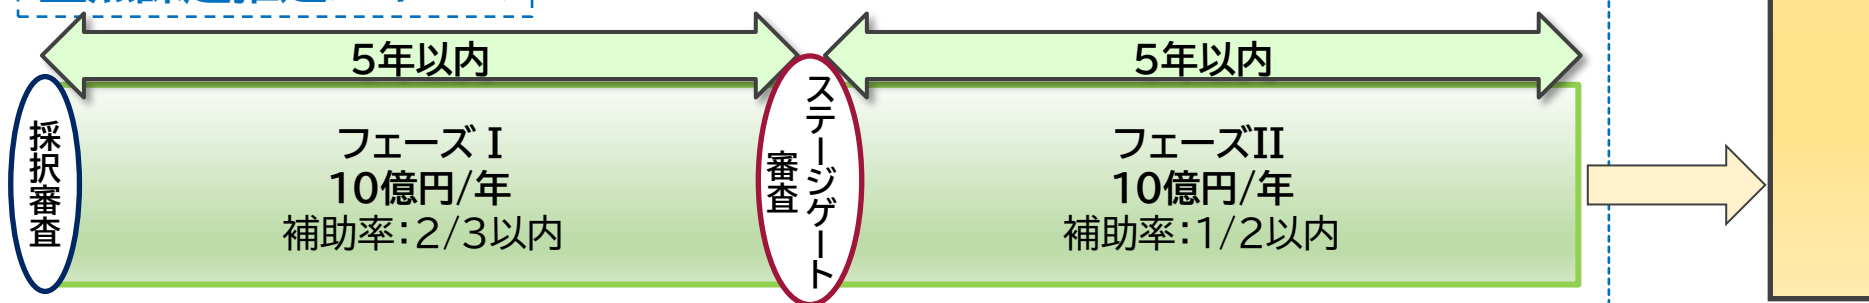 5年以内
5年以内
採択審査
フェーズ I
10億円/年
補助率：2/3以内
ステージゲート
審査
フェーズII
10億円/年
補助率：1/2以内